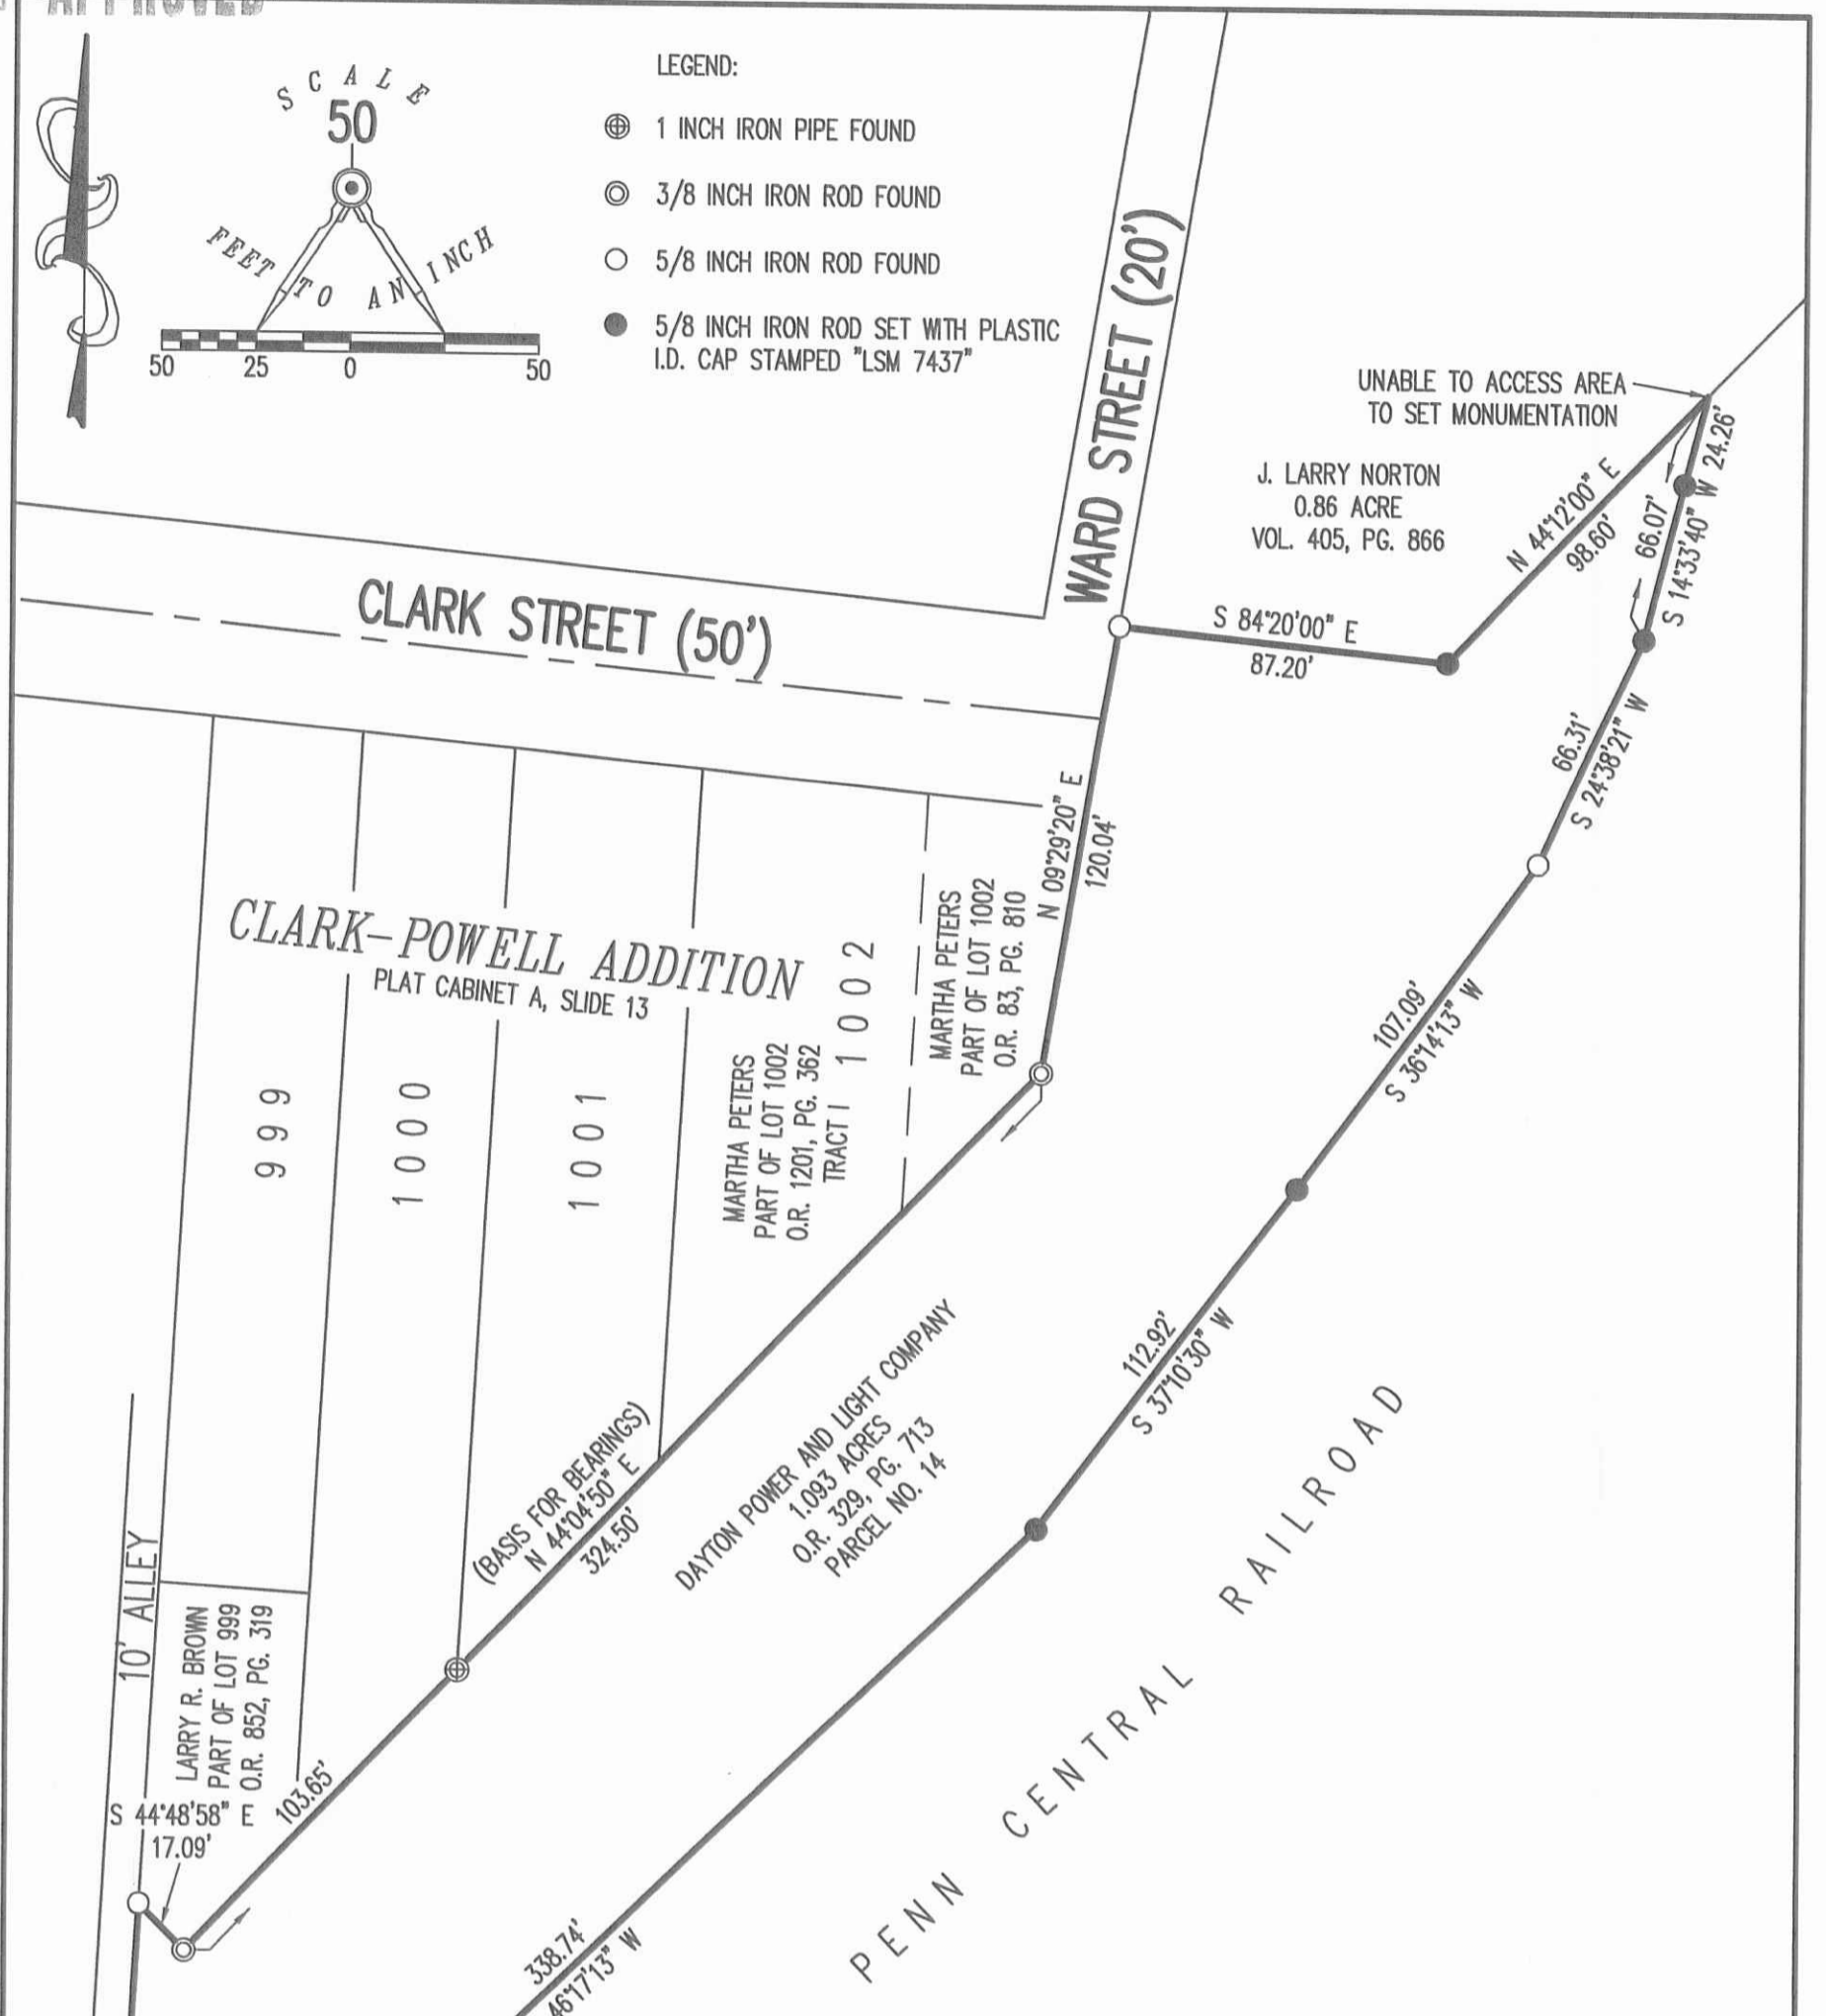 APPROVED
SCALE
50
FEET TO AN INCH
50 25 0 50
LEGEND:
1 INCH IRON PIPE FOUND
3/8 INCH IRON ROD FOUND
5/8 INCH IRON ROD FOUND
5/8 INCH IRON ROD SET WITH PLASTIC
I.D. CAP STAMPED "LSM 7437"
WARD STREET (20')
UNABLE TO ACCESS AREA
TO SET MONUMENTATION
J. LARRY NORTON
0.86 ACRE
VOL. 405, PG. 866
N 44°12'00" E
98.60'
66.07'
S 14°33'40" W 24.26'
CLARK STREET (50')
S 84°20'00" E
87.20'
66.31'
S 24°38'21" W
N 09°29'20" E
120.04'
CLARK-POWELL ADDITION
PLAT CABINET A, SLIDE 13
999
1000
1001
1002
MARTHA PETERS
PART OF LOT 1002
O.R. 1201, PG. 362
TRACT I
MARTHA PETERS
PART OF LOT 1002
O.R. 83, PG. 810
107.09'
S 36°14'13" W
112.92'
S 37°10'30" W
(BASIS FOR BEARINGS)
N 44°04'50" E
324.50'
DAYTON POWER AND LIGHT COMPANY
1.093 ACRES
O.R. 329, PG. 713
PARCEL NO. 14
PENN CENTRAL RAILROAD
10' ALLEY
LARRY R. BROWN
PART OF LOT 999
O.R. 852, PG. 319
S 44°48'58" E
17.09'
103.65'
338.74'
46°17'13" W